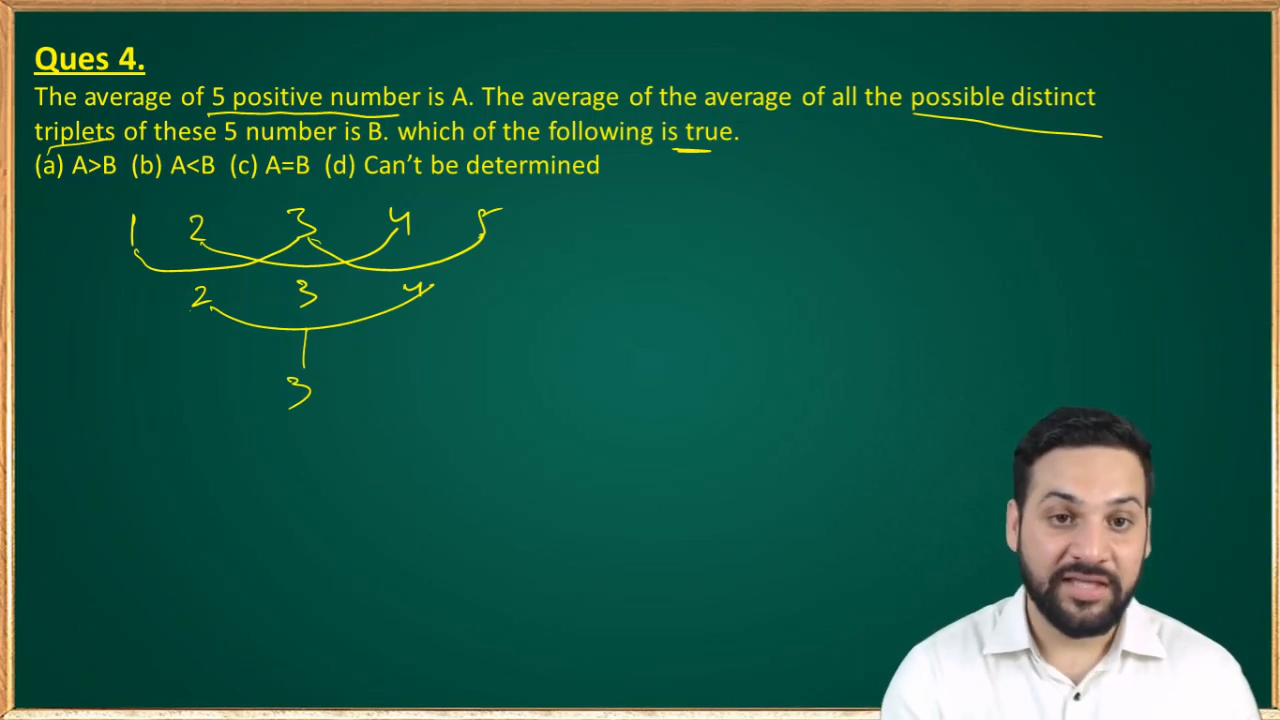 Ques 4.
The average of 5 positive number is A. The average of the average of all the possible distinct
triplets of these 5 number is B. which of the following is true.
(a) A>B (b) A<B (c) A=B (d) Can’t be determined
1 2 3 4 5
2 3 4
3